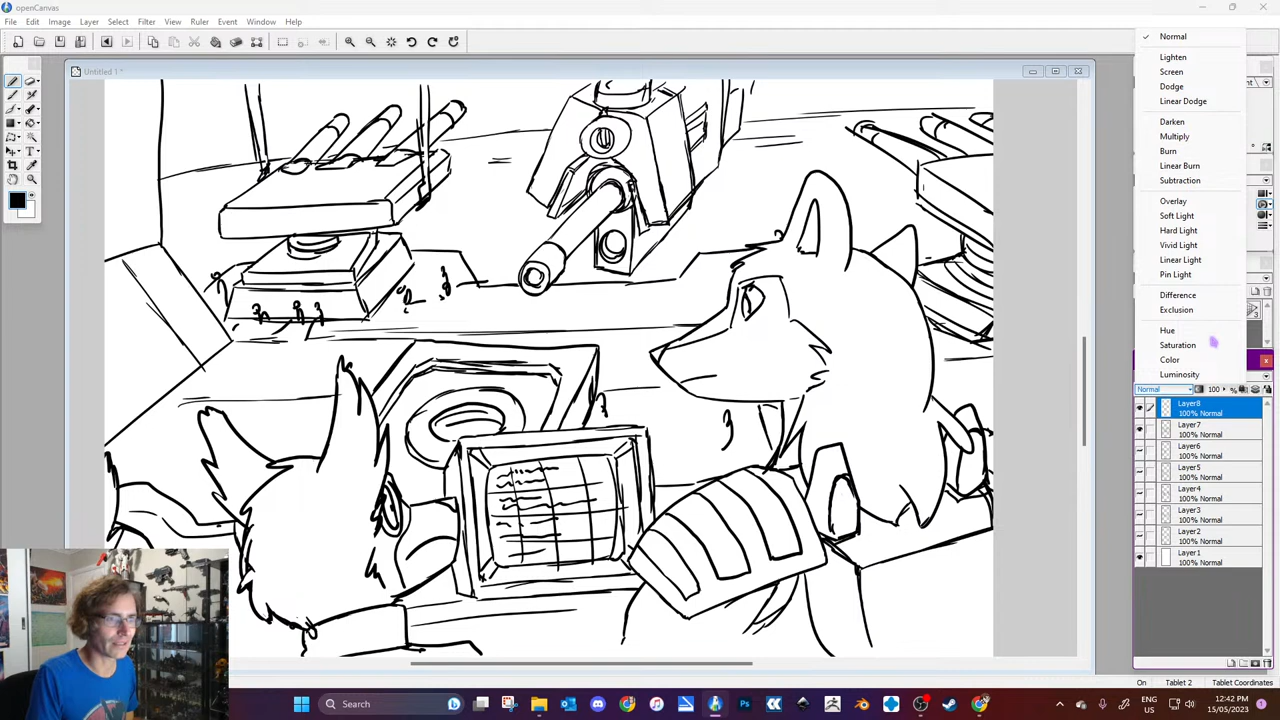 openCanvas
File Edit Image Layer Select Filter View Ruler Event Window Help
Untitled 1 *
Normal
Lighten
Screen
Dodge
Linear Dodge
Darken
Multiply
Burn
Linear Burn
Subtraction
Overlay
Soft Light
Hard Light
Vivid Light
Linear Light
Pin Light
Difference
Exclusion
Hue
Saturation
Color
Luminosity
Normal 100 %
Layer8
100% Normal
Layer7
100% Normal
Layer6
100% Normal
Layer5
100% Normal
Layer4
100% Normal
Layer3
100% Normal
Layer2
100% Normal
Layer1
100% Normal
On Tablet 2 Tablet Coordinates
Search
ENG
US
12:42 PM
15/05/2023